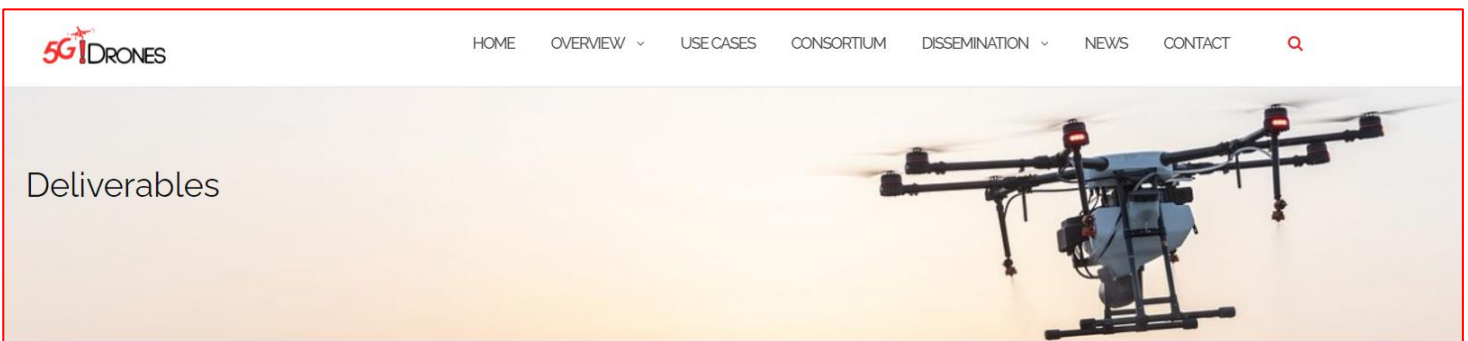 5G!DRONES
HOME OVERVIEW USE CASES CONSORTIUM DISSEMINATION NEWS CONTACT
Deliverables